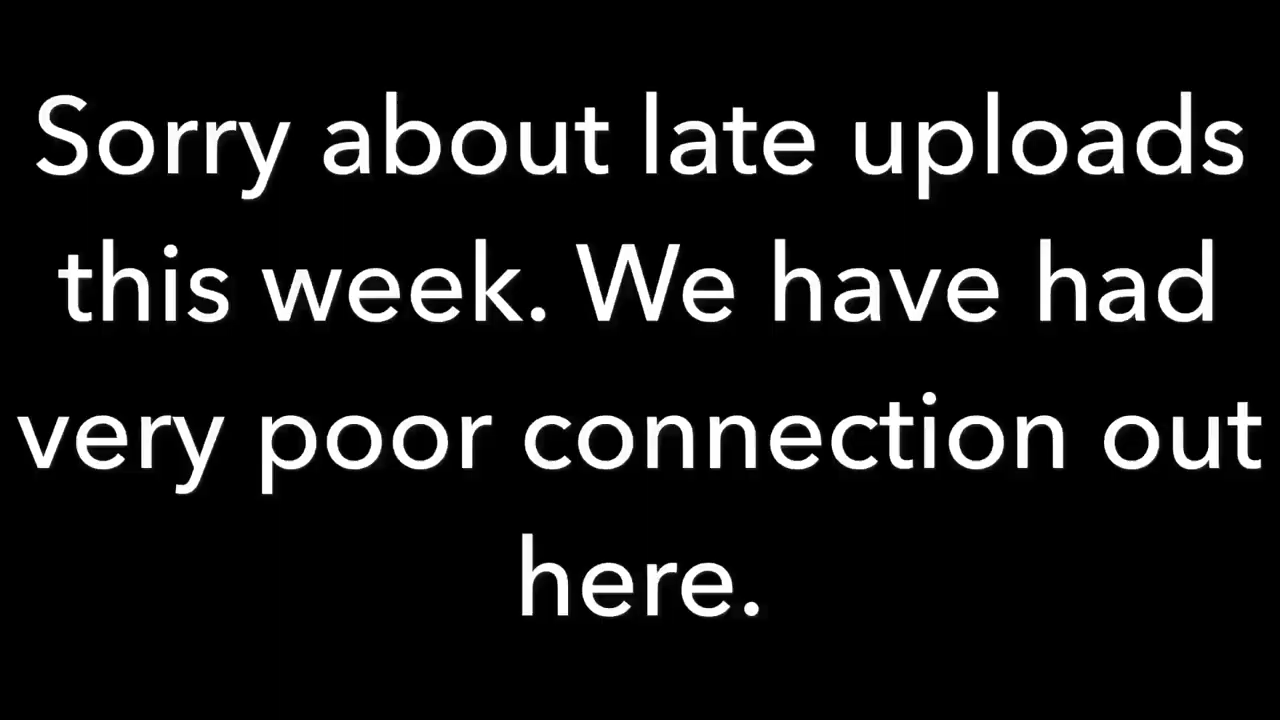 Sorry about late uploads
this week. We have had
very poor connection out
here.